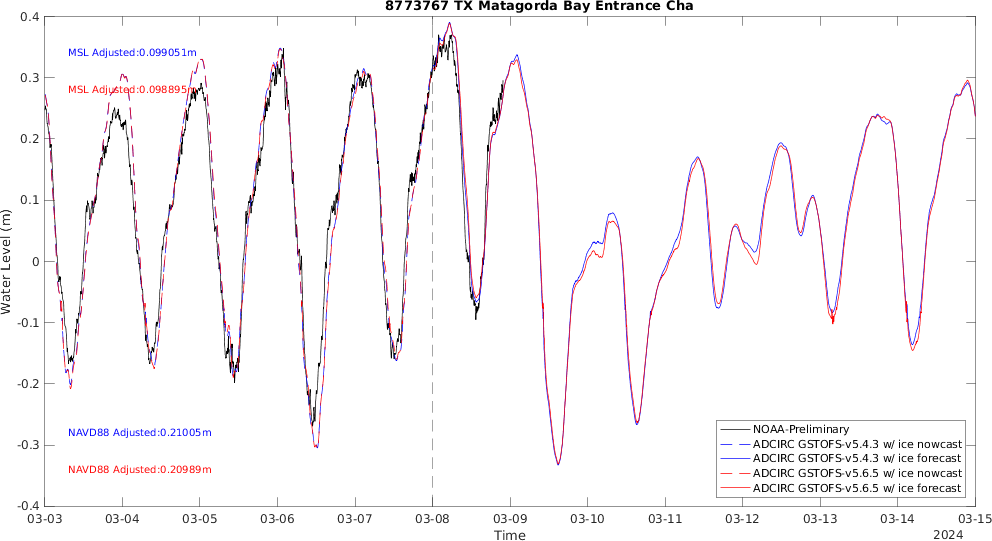 8773767 TX Matagorda Bay Entrance Cha
0.4
0.3
0.2
0.1
0
-0.1
-0.2
-0.3
-0.4
Water Level (m)
MSL Adjusted:0.099051m
MSL Adjusted:0.098895m
NAVD88 Adjusted:0.21005m
NAVD88 Adjusted:0.20989m
NOAA-Preliminary
ADCIRC GSTOFS-v5.4.3 w/ ice nowcast
ADCIRC GSTOFS-v5.4.3 w/ ice forecast
ADCIRC GSTOFS-v5.6.5 w/ ice nowcast
ADCIRC GSTOFS-v5.6.5 w/ ice forecast
03-03 03-04 03-05 03-06 03-07 03-08 03-09 03-10 03-11 03-12 03-13 03-14 03-15
Time
2024